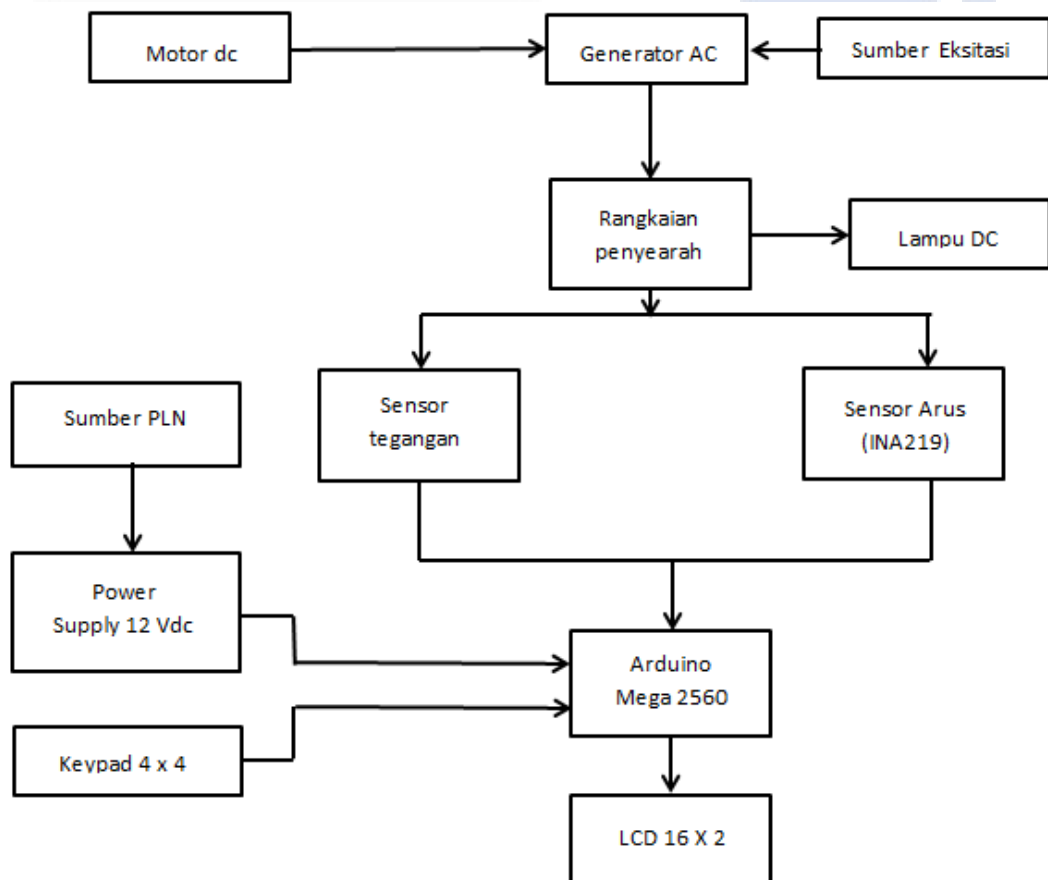 Motor dc
Generator AC
Sumber Eksitasi
Rangkaian
penyearah
Lampu DC
Sensor
tegangan
Sensor Arus
(INA219)
Sumber PLN
Power
Supply 12 Vdc
Arduino
Mega 2560
Keypad 4 x 4
LCD 16 X 2